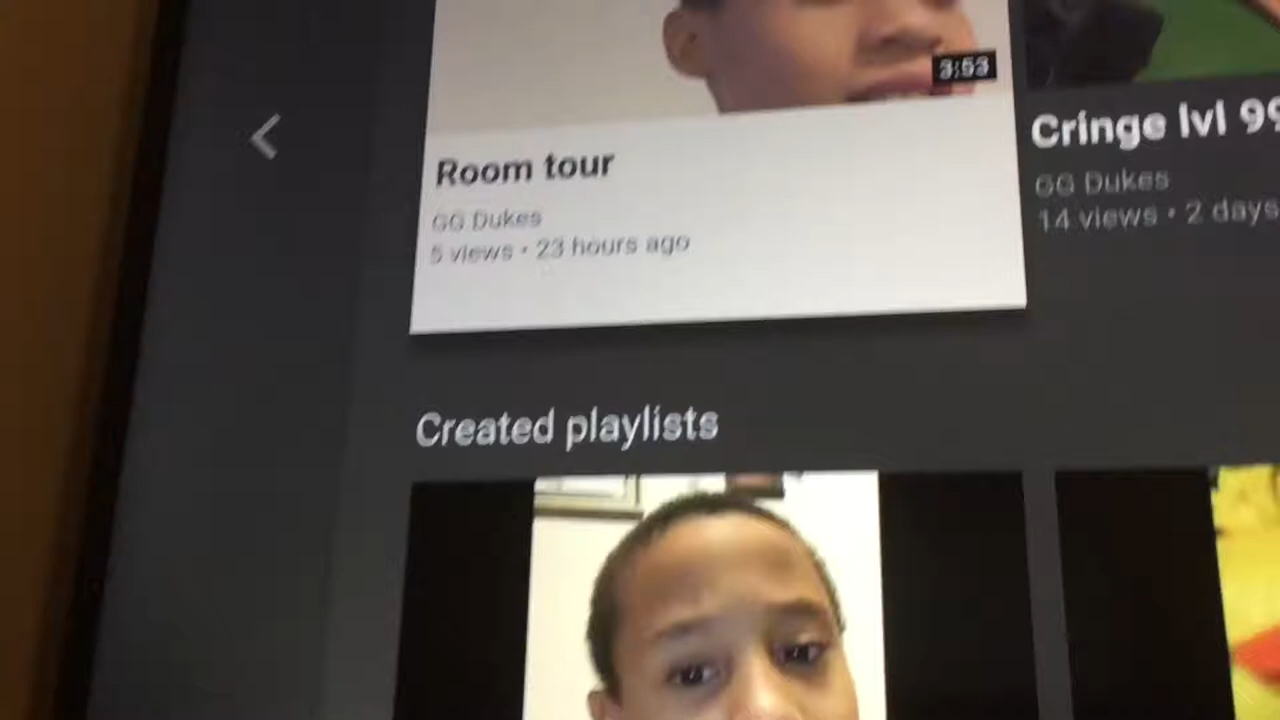 3:53
Room tour
GG Dukes
5 views • 23 hours ago
Cringe lvl 99
GG Dukes
14 views • 2 days
Created playlists